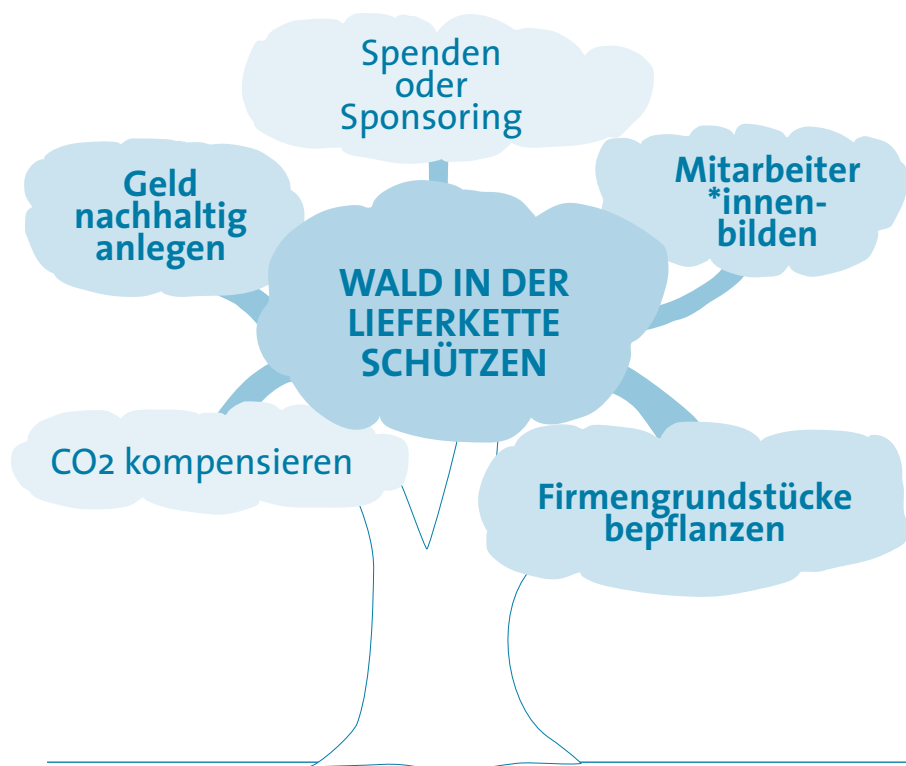 Spenden
oder
Sponsoring
Geld
nachhaltig
anlegen
Mitarbeiter
*innen-
bilden
WALD IN DER
LIEFERKETTE
SCHÜTZEN
CO2 kompensieren
Firmengrundstücke
bepflanzen